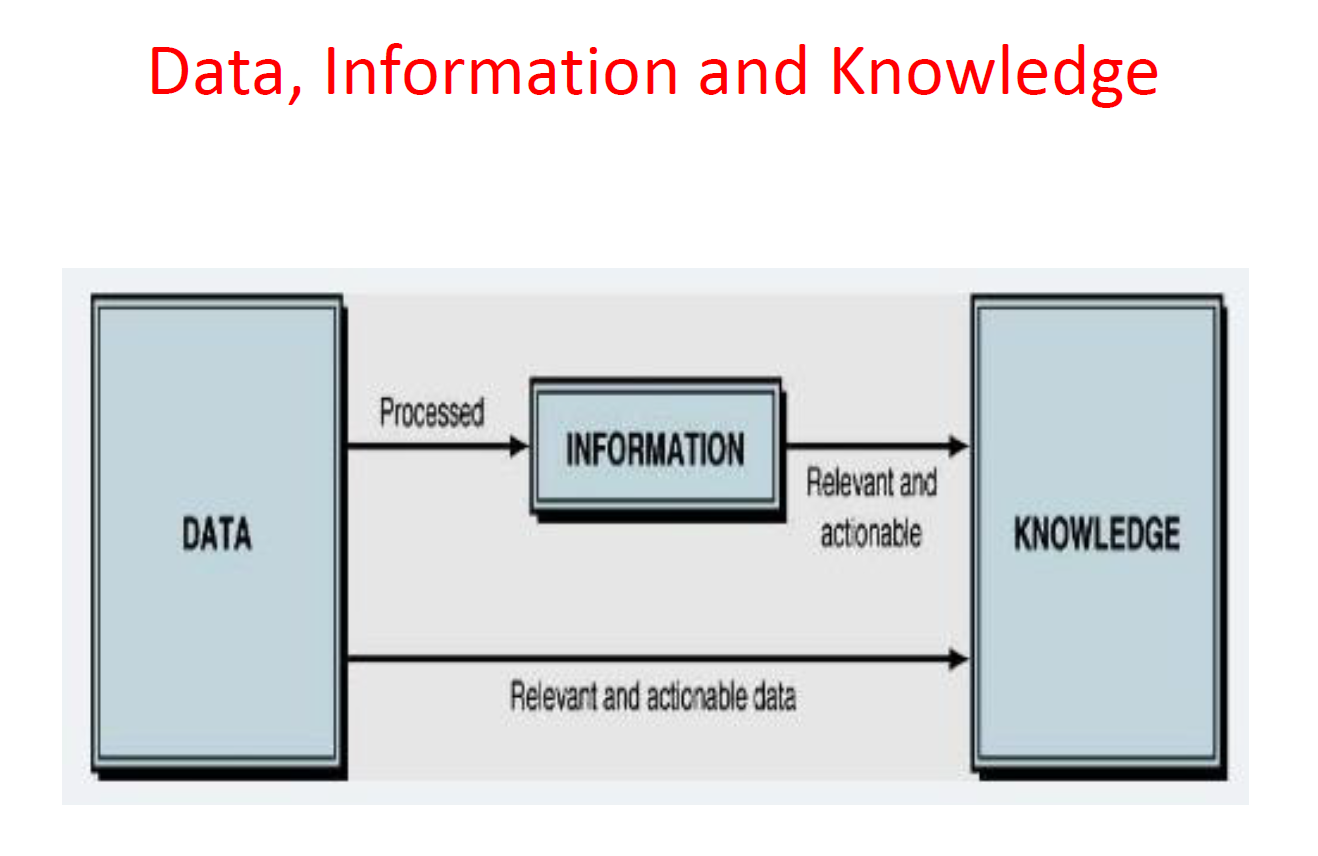 Data, Information and Knowledge
Processed
INFORMATION
Relevant and
actionable
DATA
KNOWLEDGE
Relevant and actionable data